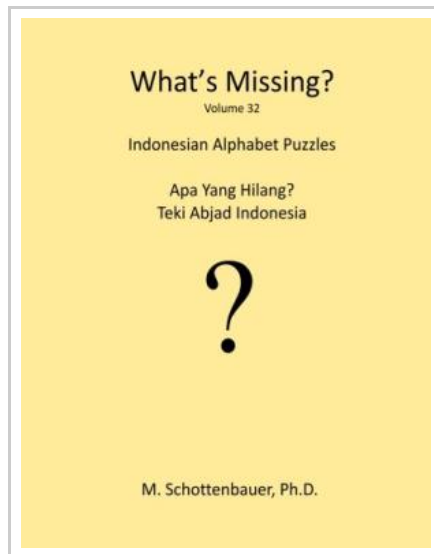 What's Missing?
Volume 32
Indonesian Alphabet Puzzles
Apa Yang Hilang?
Teki Abjad Indonesia
?
M. Schottenbauer, Ph.D.